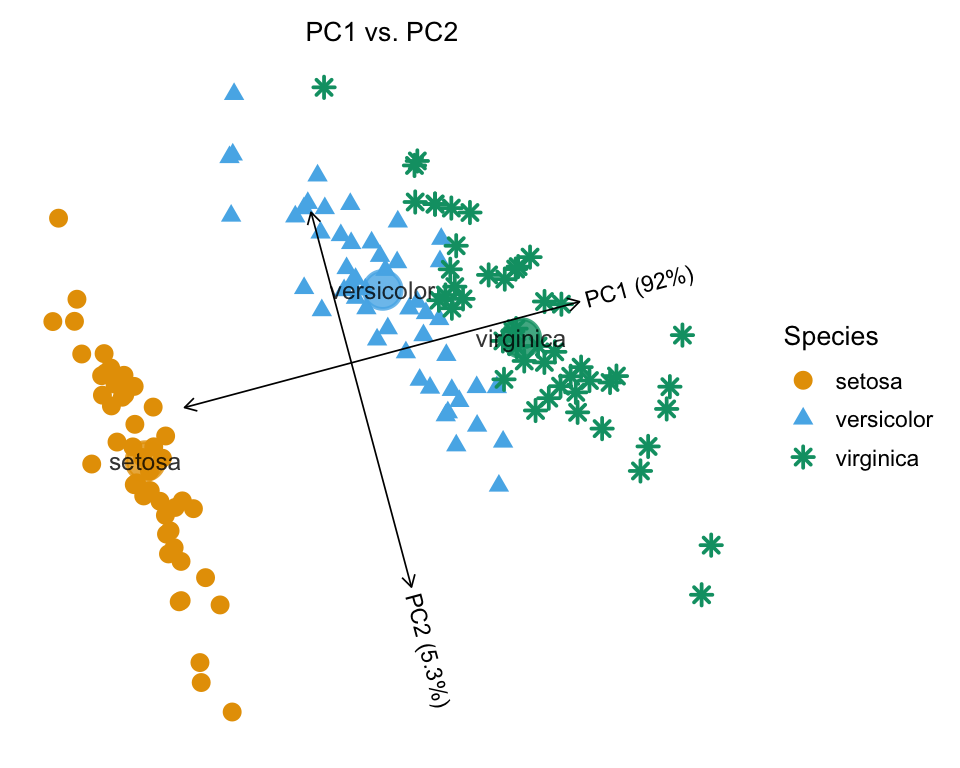 PC1 vs. PC2
versicolor
PC1 (92%)
virginica
setosa
PC2 (5.3%)
Species
setosa
versicolor
virginica